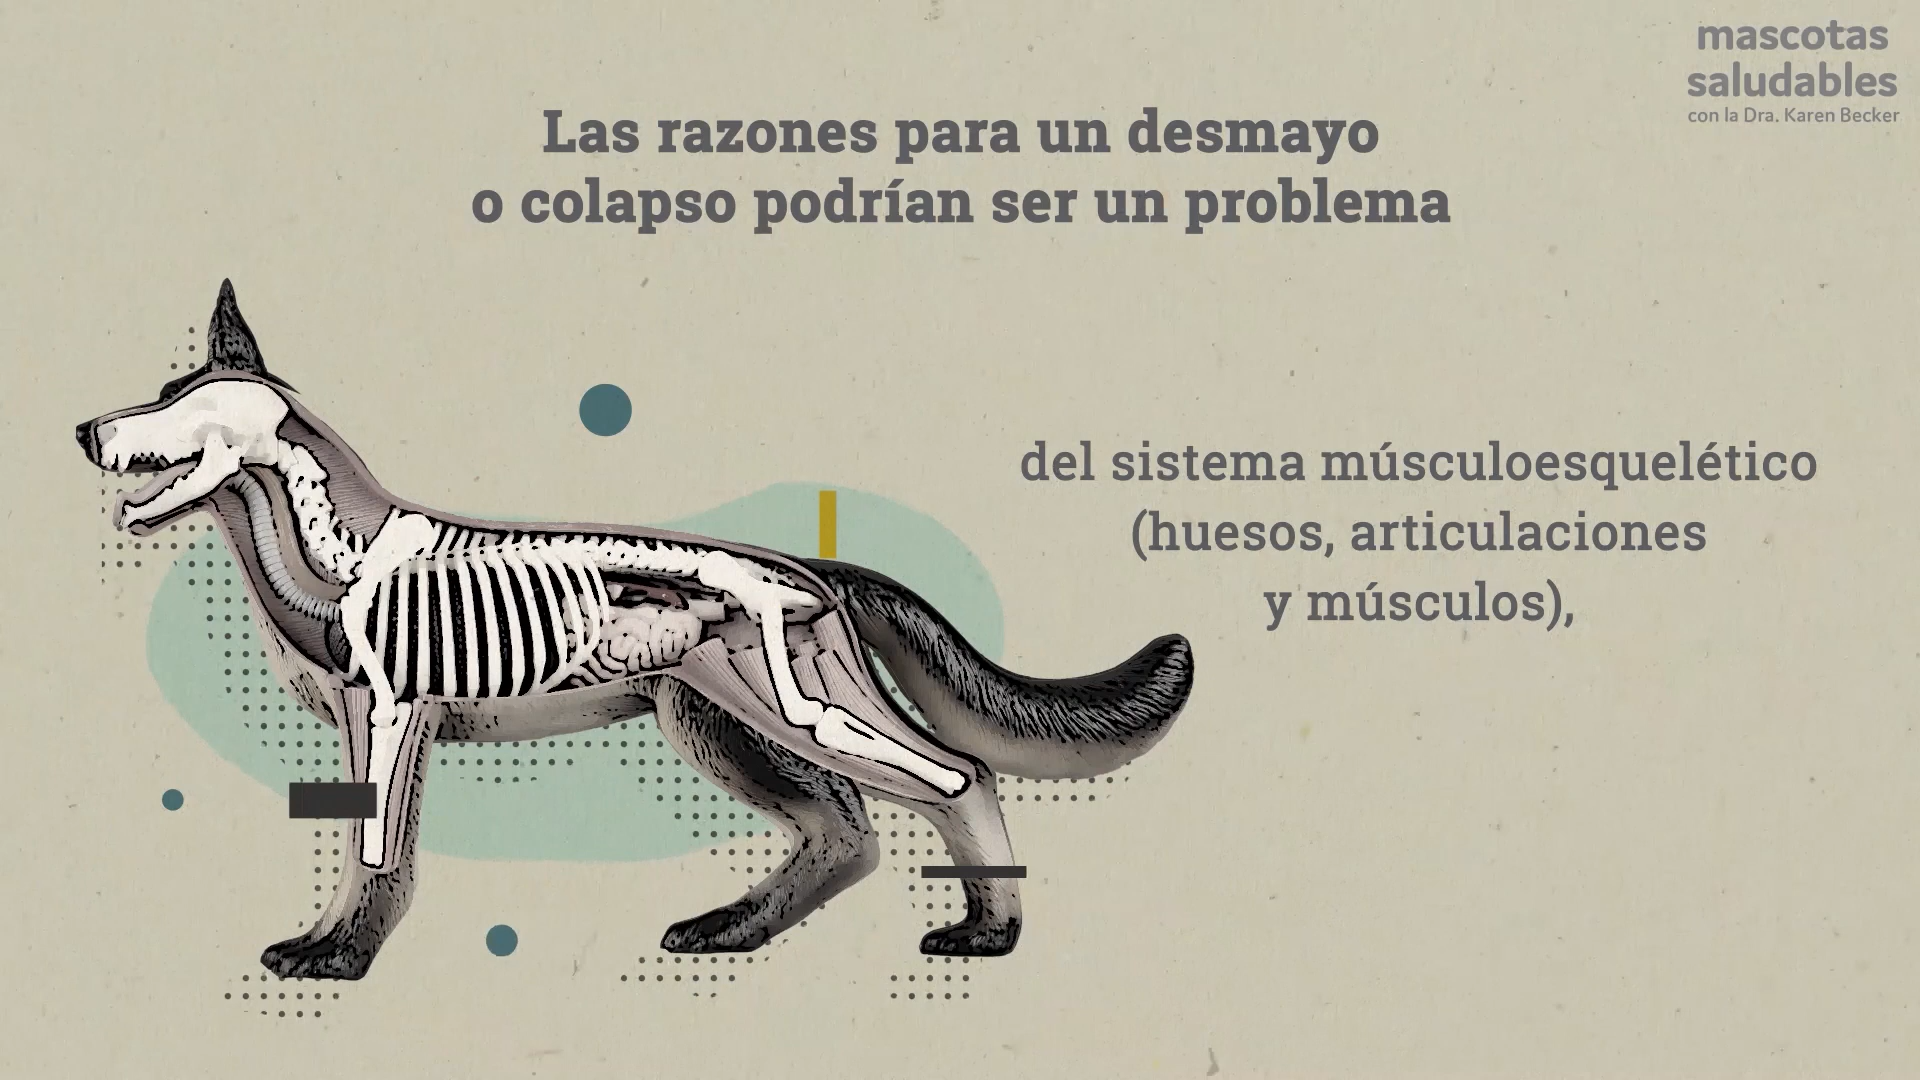 mascotas
saludables
con la Dra. Karen Becker
Las razones para un desmayo
o colapso podrían ser un problema
del sistema músculoesquelético
(huesos, articulaciones
y músculos),